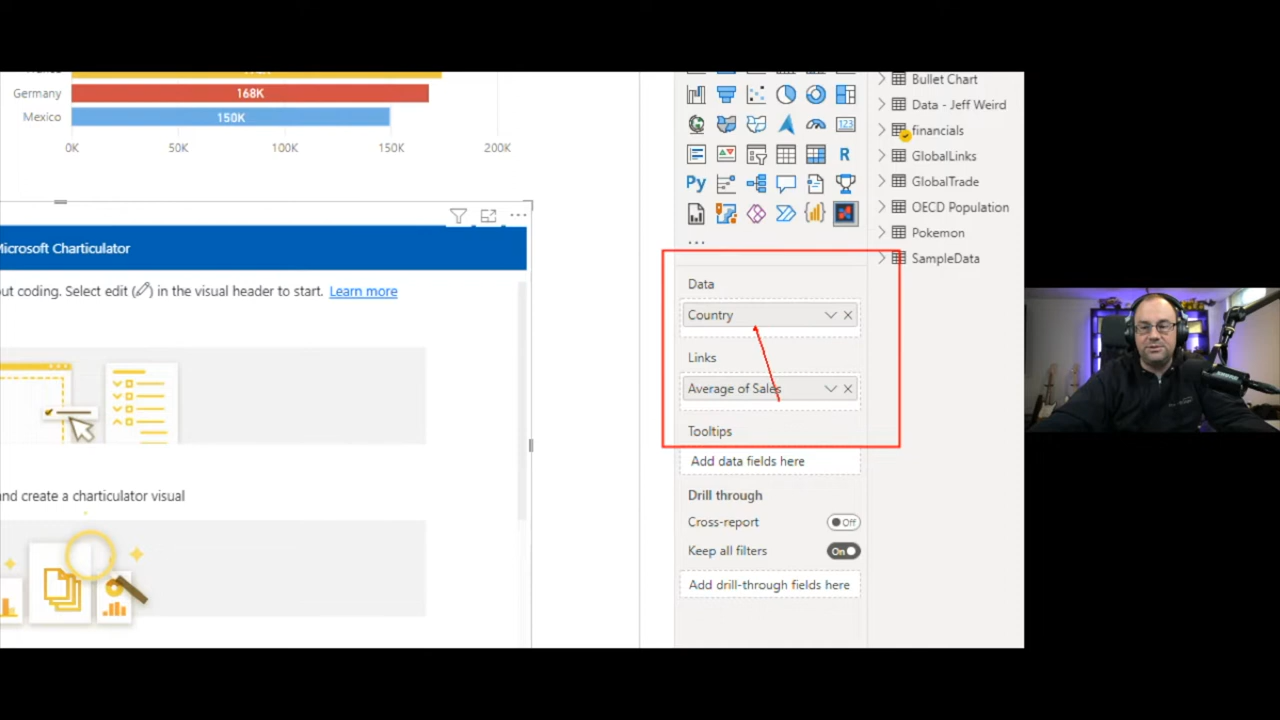 Germany
168K
Mexico
150K
0K
50K
100K
150K
200K
Microsoft Charticulator
out coding. Select edit ( ) in the visual header to start. Learn more
and create a charticulator visual
123
R
Py
...
Data
Country
Links
Average of Sales
Tooltips
Add data fields here
Drill through
Cross-report
Off
Keep all filters
On
Add drill-through fields here
Bullet Chart
Data - Jeff Weird
financials
GlobalLinks
GlobalTrade
OECD Population
Pokemon
SampleData